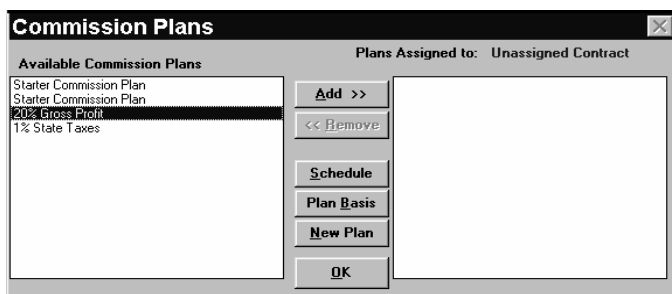 Commission Plans
Plans Assigned to: Unassigned Contract
Available Commission Plans
Starter Commission Plan
Starter Commission Plan
20% Gross Profit
1% State Taxes
Add >>
<< Remove
Schedule
Plan Basis
New Plan
OK